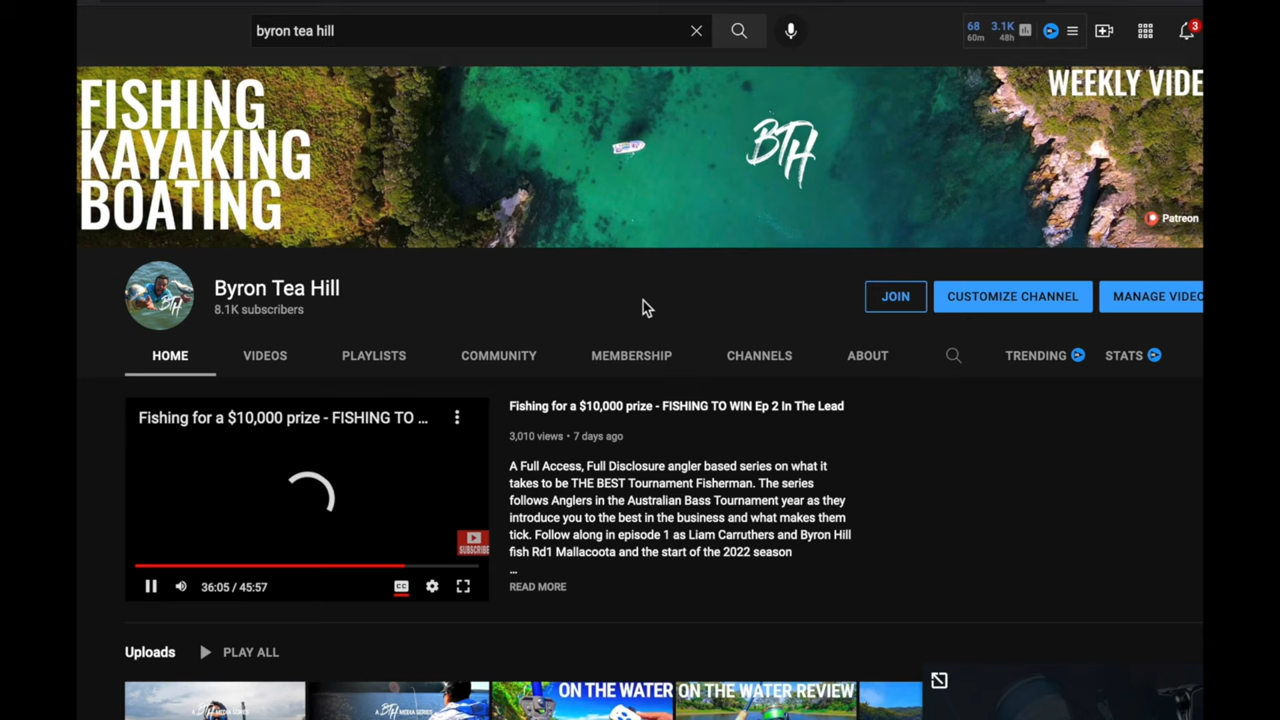 byron tea hill
68 3.1K
60m 48h
3
FISHING
KAYAKING
BOATING
BTH
WEEKLY VIDE
Patreon
BTH
Byron Tea Hill
8.1K subscribers
JOIN
CUSTOMIZE CHANNEL
MANAGE VIDEO
HOME
VIDEOS
PLAYLISTS
COMMUNITY
MEMBERSHIP
CHANNELS
ABOUT
TRENDING
STATS
Fishing for a $10,000 prize - FISHING TO ...
SUBSCRIBE
36:05 / 45:57
CC
Fishing for a $10,000 prize - FISHING TO WIN Ep 2 In The Lead
3,010 views • 7 days ago
A Full Access, Full Disclosure angler based series on what it
takes to be THE BEST Tournament Fisherman. The series
follows Anglers in the Australian Bass Tournament year as they
introduce you to the best in the business and what makes them
tick. Follow along in episode 1 as Liam Carruthers and Byron Hill
fish Rd1 Mallacoota and the start of the 2022 season
...
READ MORE
Uploads
PLAY ALL
A BTH MEDIA SERIES
ON THE WATER
ON THE WATER REVIEW